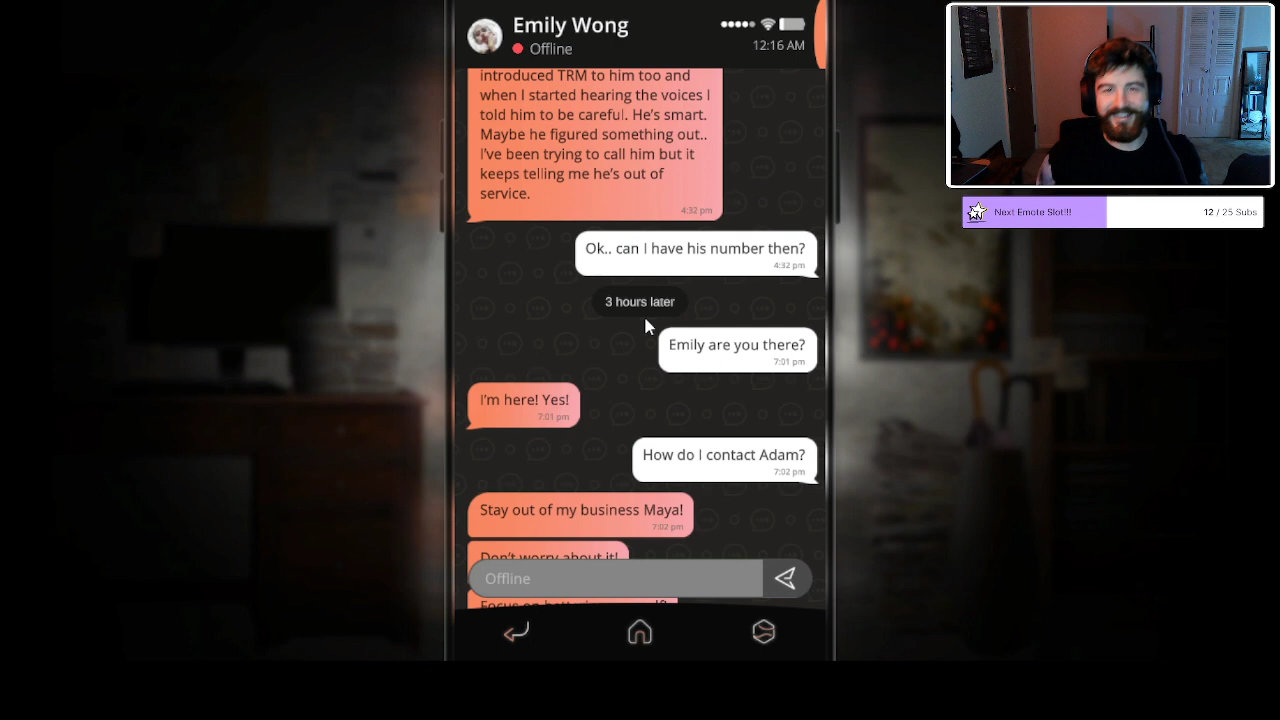 Emily Wong
Offline
12:16 AM
introduced TRM to him too and
when I started hearing the voices I
told him to be careful. He's smart.
Maybe he figured something out..
I've been trying to call him but it
keeps telling me he's out of
service.
4:32 pm
Ok.. can I have his number then?
4:32 pm
3 hours later
Emily are you there?
7:01 pm
I'm here! Yes!
7:01 pm
How do I contact Adam?
7:02 pm
Stay out of my business Maya!
7:02 pm
Don't worry about it!
Offline
Next Emote Slot!!!
12 / 25 Subs